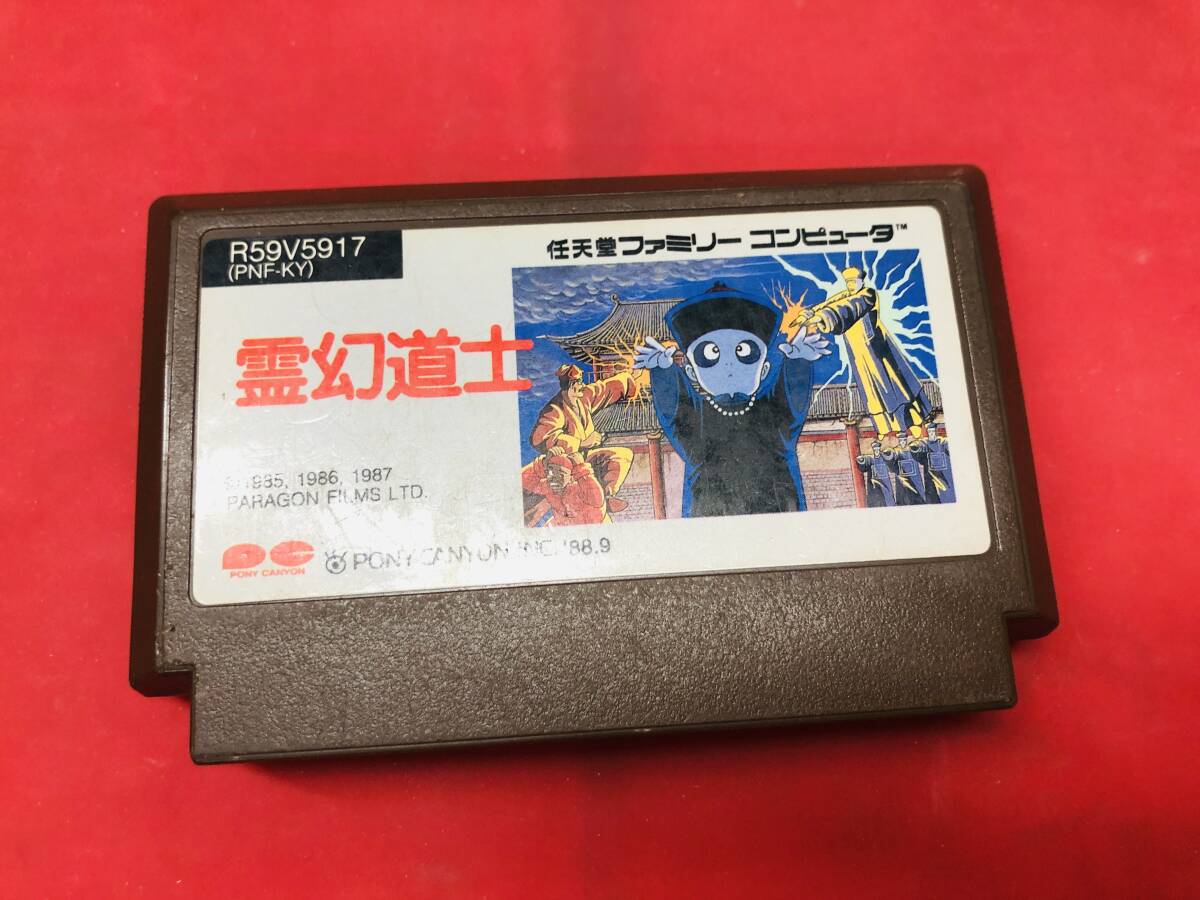 R59V5917
(PNF-KY)
任天堂 ファミリー コンピュータ™
霊幻道士
©1985, 1986, 1987
PARAGON FILMS LTD.
PONY CANYON
PONY CANYON INC. '88.9